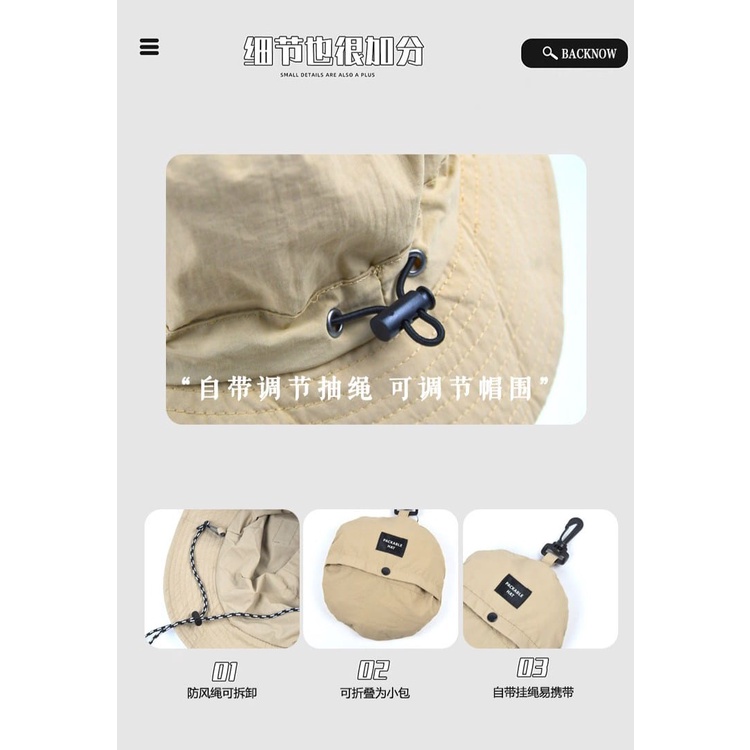 细节也很加分
SMALL DETAILS ARE ALSO A PLUS
BACKNOW
“自带调节抽绳 可调节帽围”
PACKABLE
HAT
PACKABLE
HAT
01
防风绳可拆卸
02
可折叠为小包
03
自带挂绳易携带